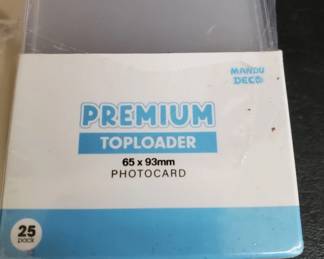 MANDU
DECO
PREMIUM
TOPLOADER
65 x 93mm
PHOTOCARD
25
pack